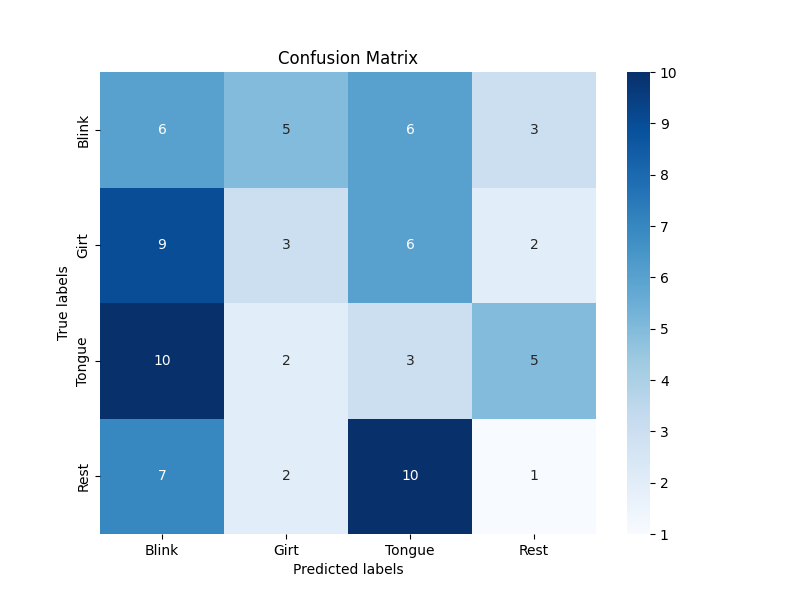 Confusion Matrix
True labels
Blink
6 5 6 3
Girt
9 3 6 2
Tongue
10 2 3 5
Rest
7 2 10 1
Blink Girt Tongue Rest
Predicted labels
10
9
8
7
6
5
4
3
2
1